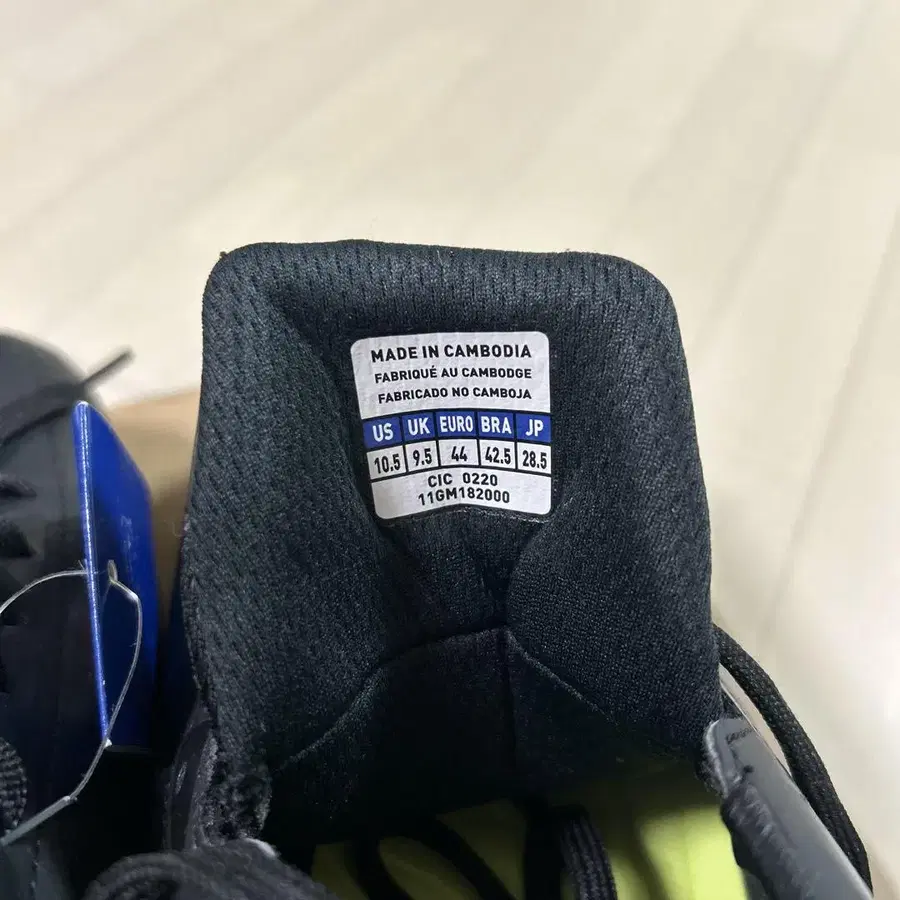 MADE IN CAMBODIA
FABRIQUÉ AU CAMBODGE
FABRICADO NO CAMBOJA
US UK EURO BRA JP
10.5 9.5 44 42.5 28.5
CIC 0220
11GM182000